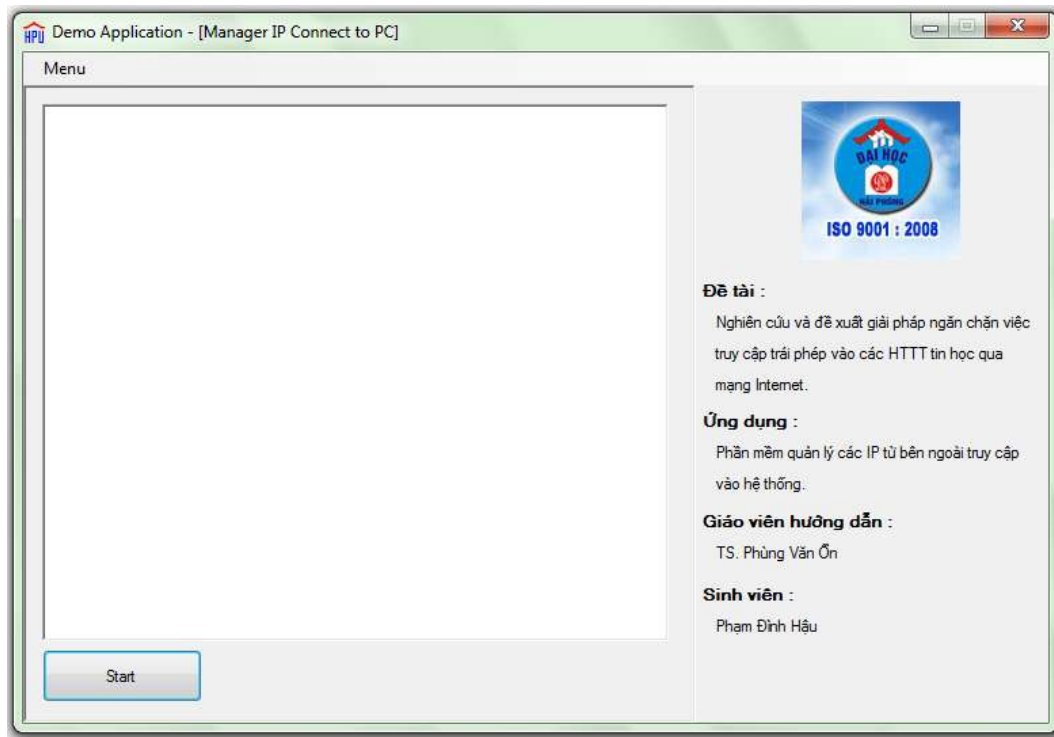 HPU Demo Application - [Manager IP Connect to PC]
Menu
ĐẠI HỌC
HẢI PHÒNG
ISO 9001 : 2008
Đề tài :
Nghiên cứu và đề xuất giải pháp ngăn chặn việc
truy cập trái phép vào các HTTT tin học qua
mạng Internet.
Ứng dụng :
Phần mềm quản lý các IP từ bên ngoài truy cập
vào hệ thống.
Giáo viên hướng dẫn :
TS. Phùng Văn Ổn
Sinh viên :
Phạm Đình Hậu
Start